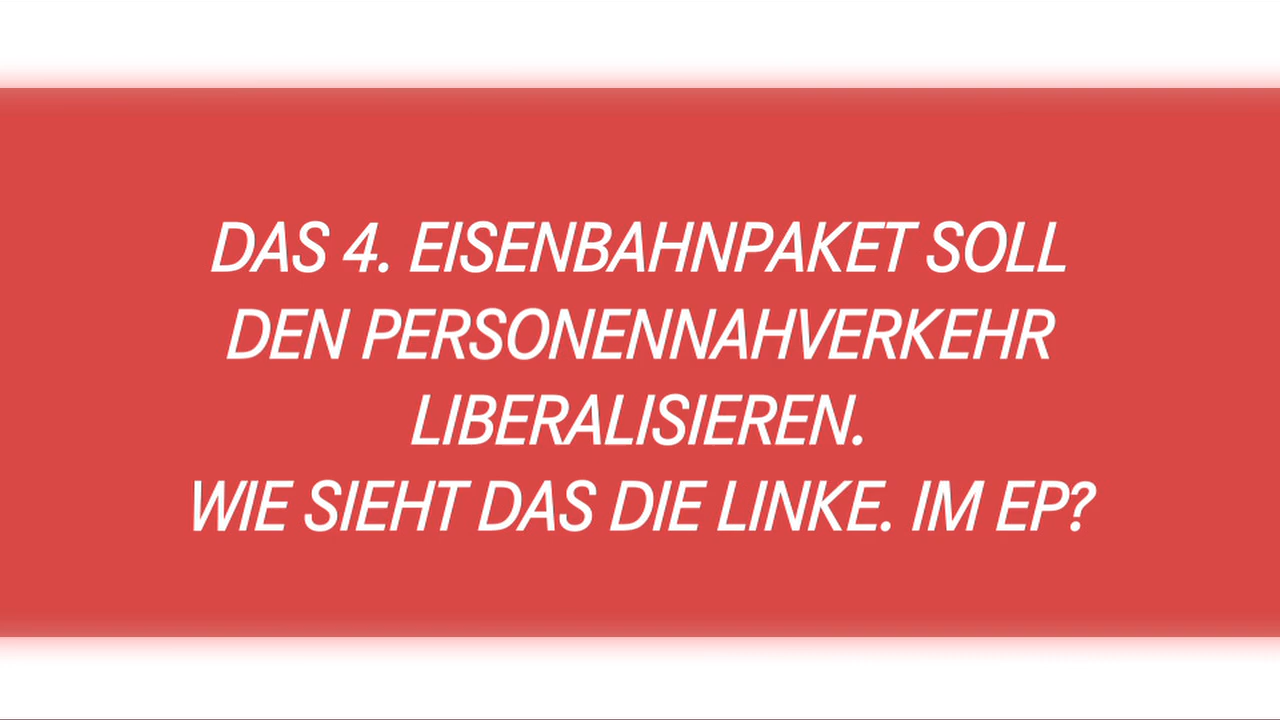 DAS 4. EISENBAHNPAKET SOLL
DEN PERSONENNAHVERKEHR
LIBERALISIEREN.
WIE SIEHT DAS DIE LINKE. IM EP?